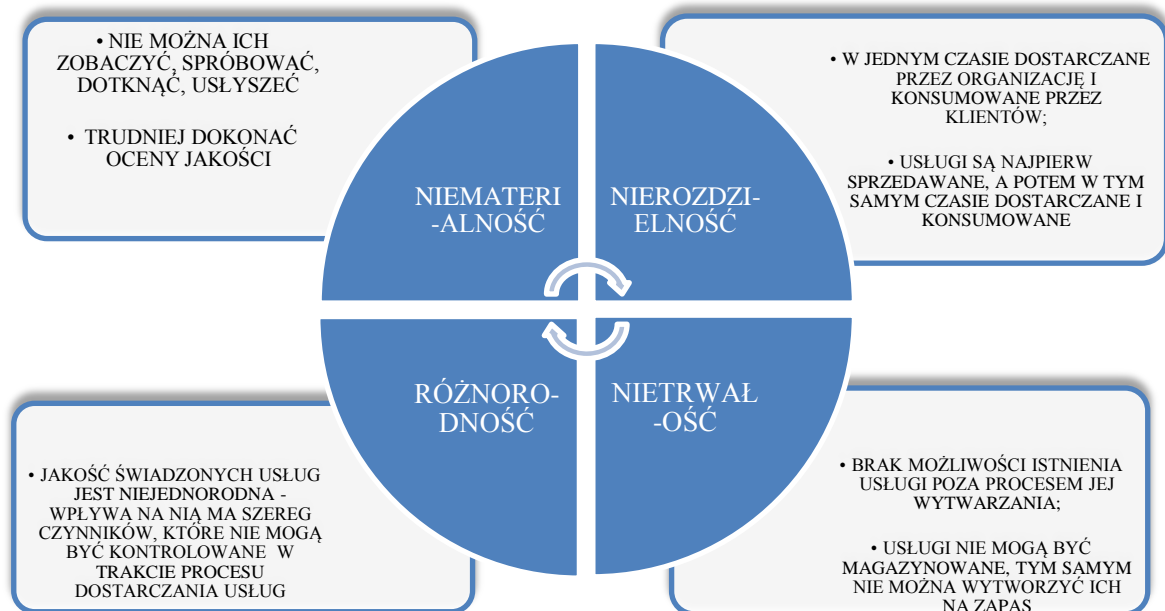 • NIE MOŻNA ICH
ZOBACZYĆ, SPRÓBOWAĆ,
DOTKNĄĆ, USŁYSZEĆ
• TRUDNIEJ DOKONAĆ
OCENY JAKOŚCI
• W JEDNYM CZASIE DOSTARCZANE
PRZEZ ORGANIZACJĘ I
KONSUMOWANE PRZEZ
KLIENTÓW;
• USŁUGI SĄ NAJPIERW
SPRZEDAWANE, A POTEM W TYM
SAMYM CZASIE DOSTARCZANE I
KONSUMOWANE
NIEMATERI
-ALNOŚĆ
NIEROZDZI-
ELNOŚĆ
RÓŻNORO-
DNOŚĆ
NIETRWAŁ
-OŚĆ
• JAKOŚĆ ŚWIADZONYCH USŁUG
JEST NIEJEDNORODNA -
WPŁYWA NA NIĄ MA SZEREG
CZYNNIKÓW, KTÓRE NIE MOGĄ
BYĆ KONTROLOWANE W
TRAKCIE PROCESU
DOSTARCZANIA USŁUG
• BRAK MOŻLIWOŚCI ISTNIENIA
USŁUGI POZA PROCESEM JEJ
WYTWARZANIA;
• USŁUGI NIE MOGĄ BYĆ
MAGAZYNOWANE, TYM SAMYM
NIE MOŻNA WYTWORZYĆ ICH
NA ZAPAS